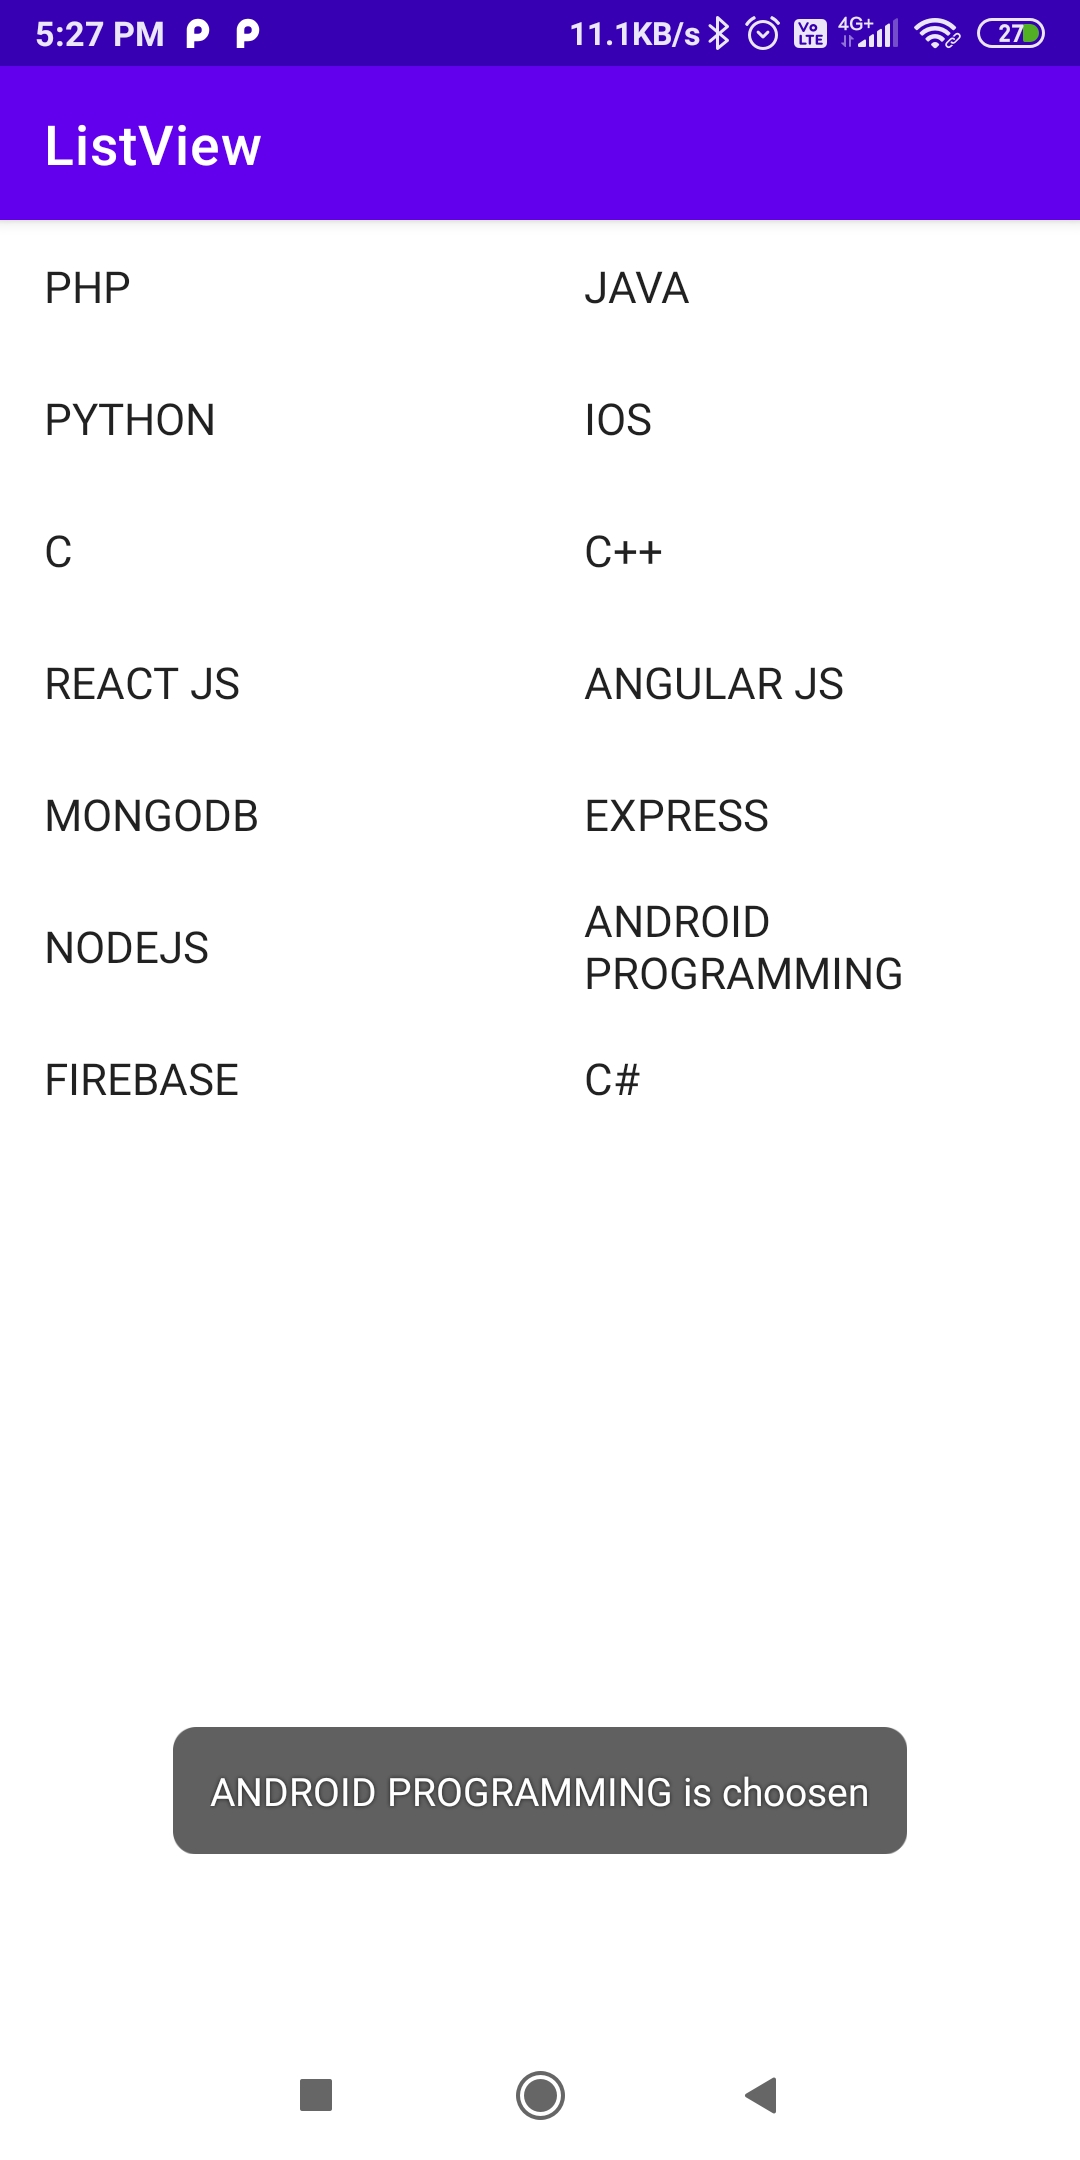 5:27 PM 11.1KB/s Vo LTE 4G+ 27
ListView
PHP JAVA
PYTHON IOS
C C++
REACT JS ANGULAR JS
MONGODB EXPRESS
NODEJS ANDROID
PROGRAMMING
FIREBASE C#
ANDROID PROGRAMMING is choosen